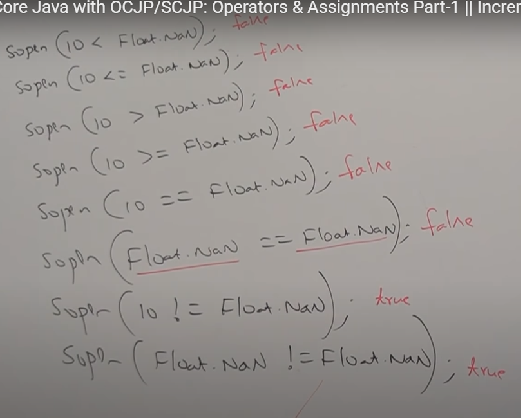 Core Java with OCJP/SCJP: Operators & Assignments Part-1 || Increm
Sopln (10 < Float.NaN); false
Sopln (10 <= Float.NaN); false
Sopln (10 > Float.NaN); false
Sopln (10 >= Float.NaN); false
Sopln (10 == Float.NaN); false
Sopln (Float.NaN == Float.NaN); false
Sopln (10 != Float.NaN); true
Sopln (Float.NaN != Float.NaN); true